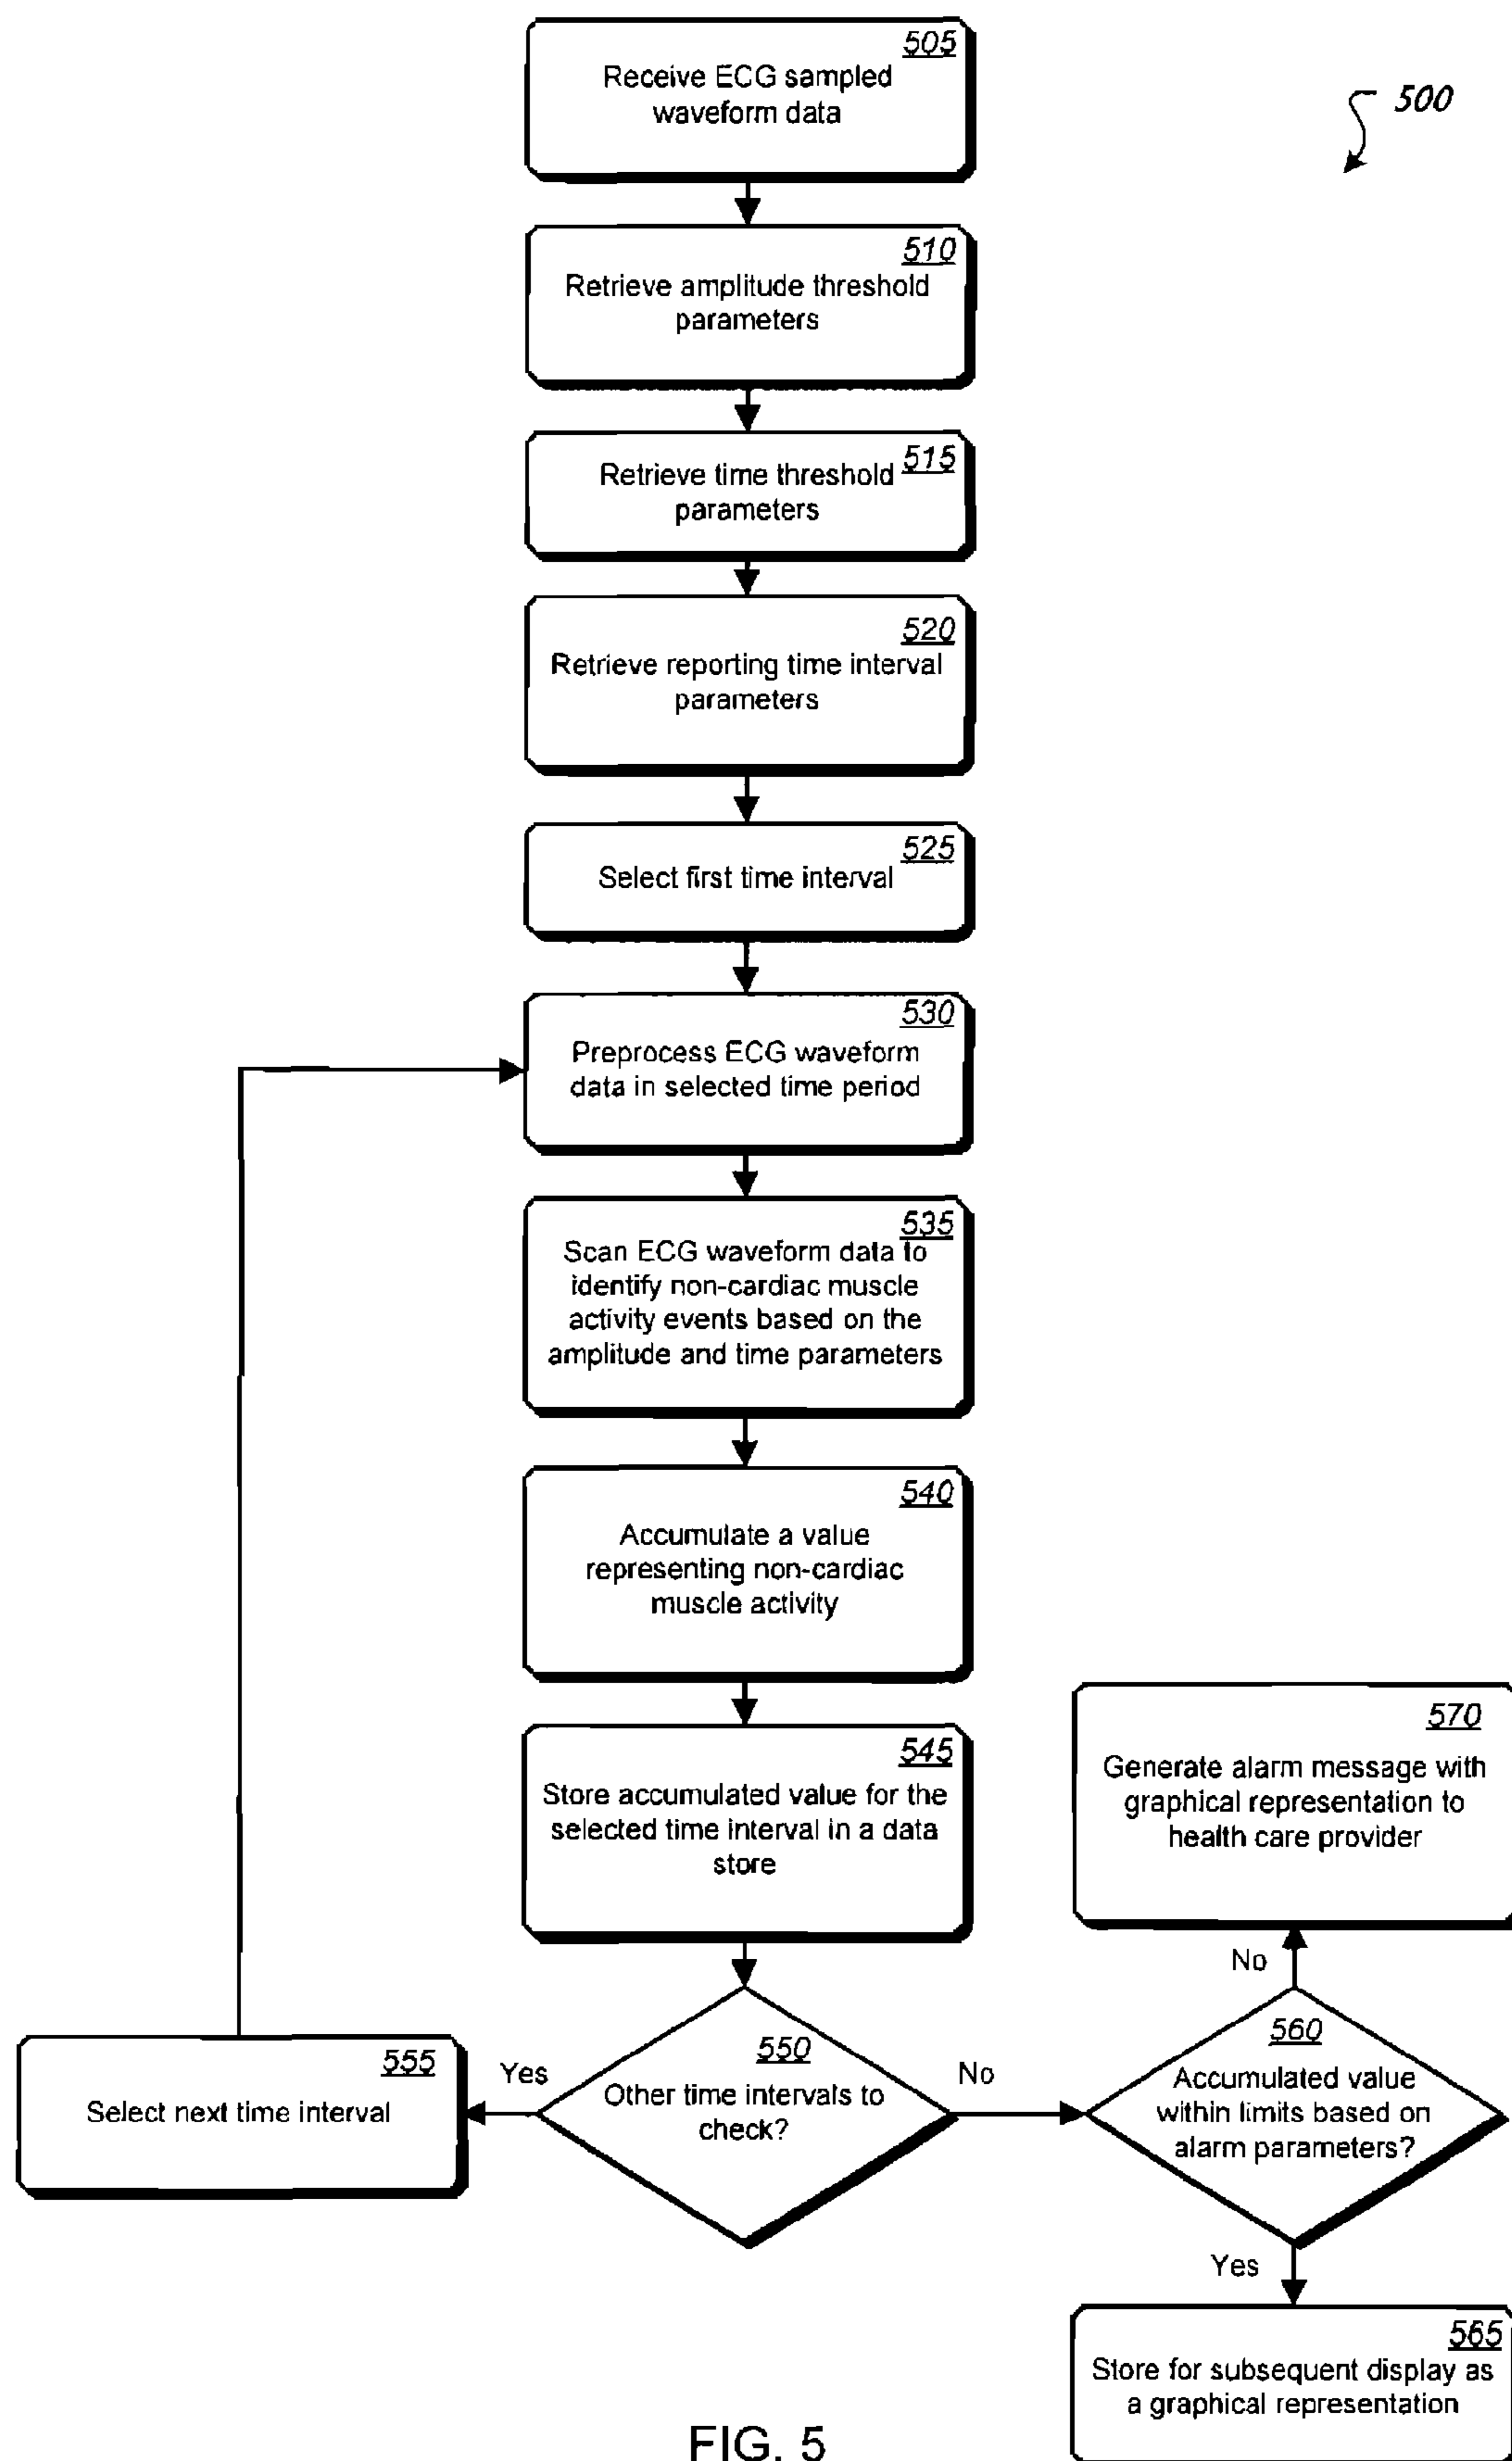 505
Receive ECG sampled
waveform data
500
510
Retrieve amplitude threshold
parameters
515
Retrieve time threshold
parameters
520
Retrieve reporting time interval
parameters
525
Select first time interval
530
Preprocess ECG waveform
data in selected time period
535
Scan ECG waveform data to
identify non-cardiac muscle
activity events based on the
amplitude and time parameters
540
Accumulate a value
representing non-cardiac
muscle activity
545
Store accumulated value for the
selected time interval in a data
store
570
Generate alarm message with
graphical representation to
health care provider
No
555
Select next time interval
Yes
550
Other time intervals to
check?
No
560
Accumulated value
within limits based on
alarm parameters?
Yes
565
Store for subsequent display as
a graphical representation
FIG. 5